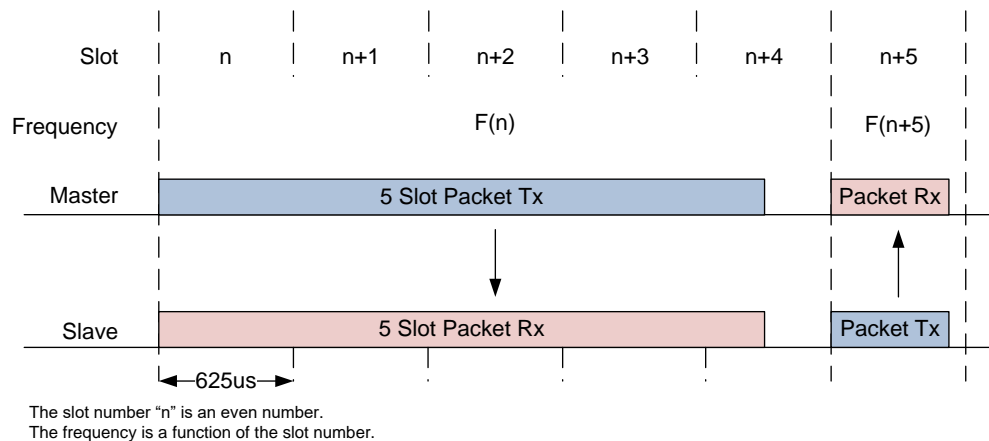 Slot n n+1 n+2 n+3 n+4 n+5
Frequency F(n) F(n+5)
Master 5 Slot Packet Tx Packet Rx
Slave 5 Slot Packet Rx Packet Tx
625us
The slot number “n” is an even number.
The frequency is a function of the slot number.